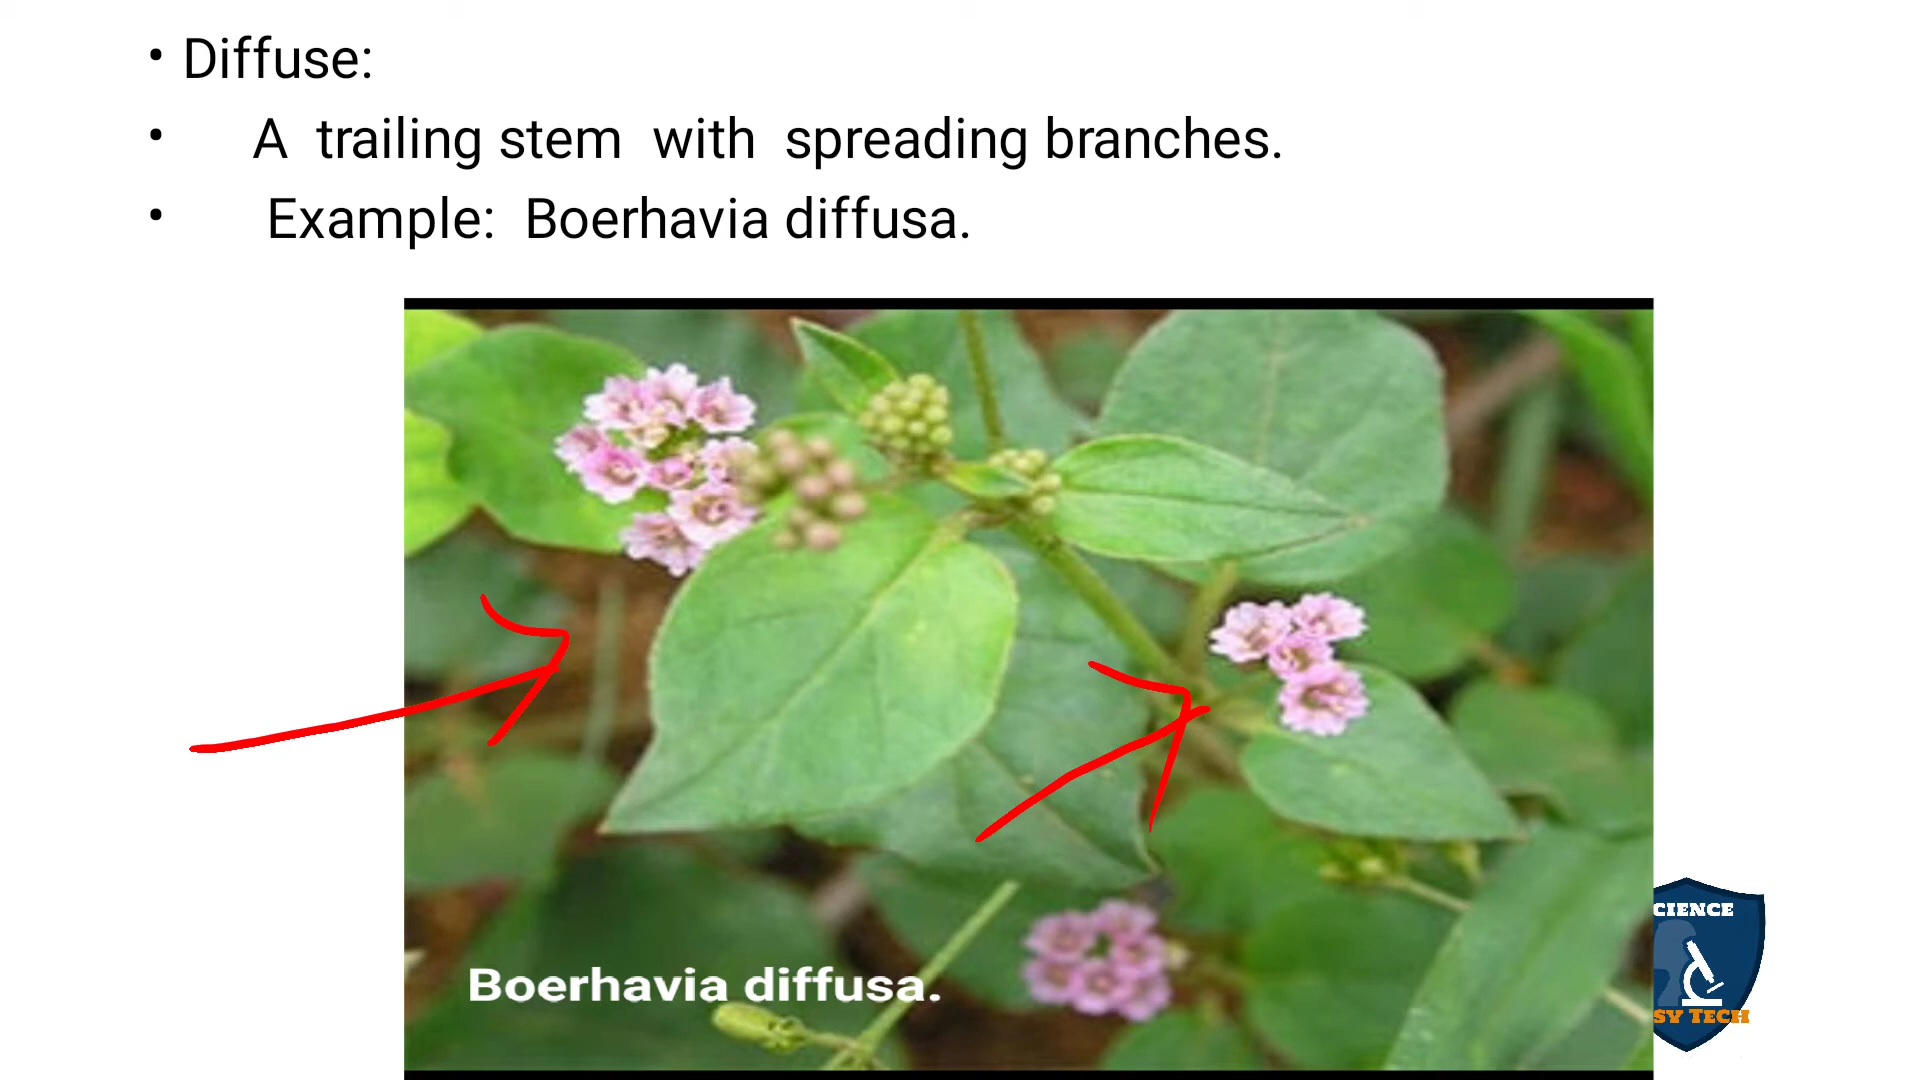 • Diffuse:
• A trailing stem with spreading branches.
• Example: Boerhavia diffusa.
Boerhavia diffusa.
CIENCE
SY TECH